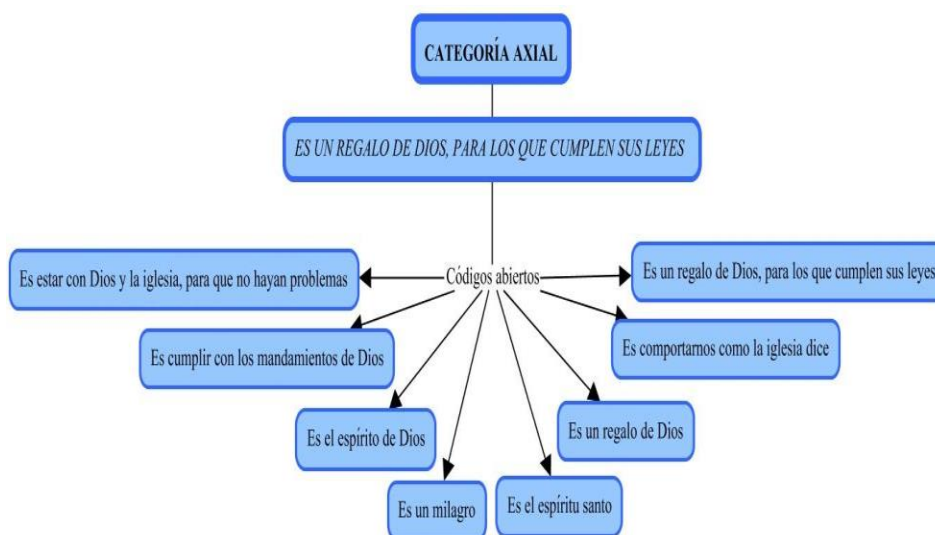 CATEGORÍA AXIAL
ES UN REGALO DE DIOS, PARA LOS QUE CUMPLEN SUS LEYES
Códigos abiertos
Es estar con Dios y la iglesia, para que no hayan problemas
Es un regalo de Dios, para los que cumplen sus leyes
Es cumplir con los mandamientos de Dios
Es comportarnos como la iglesia dice
Es el espírito de Dios
Es un regalo de Dios
Es un milagro
Es el espíritu santo